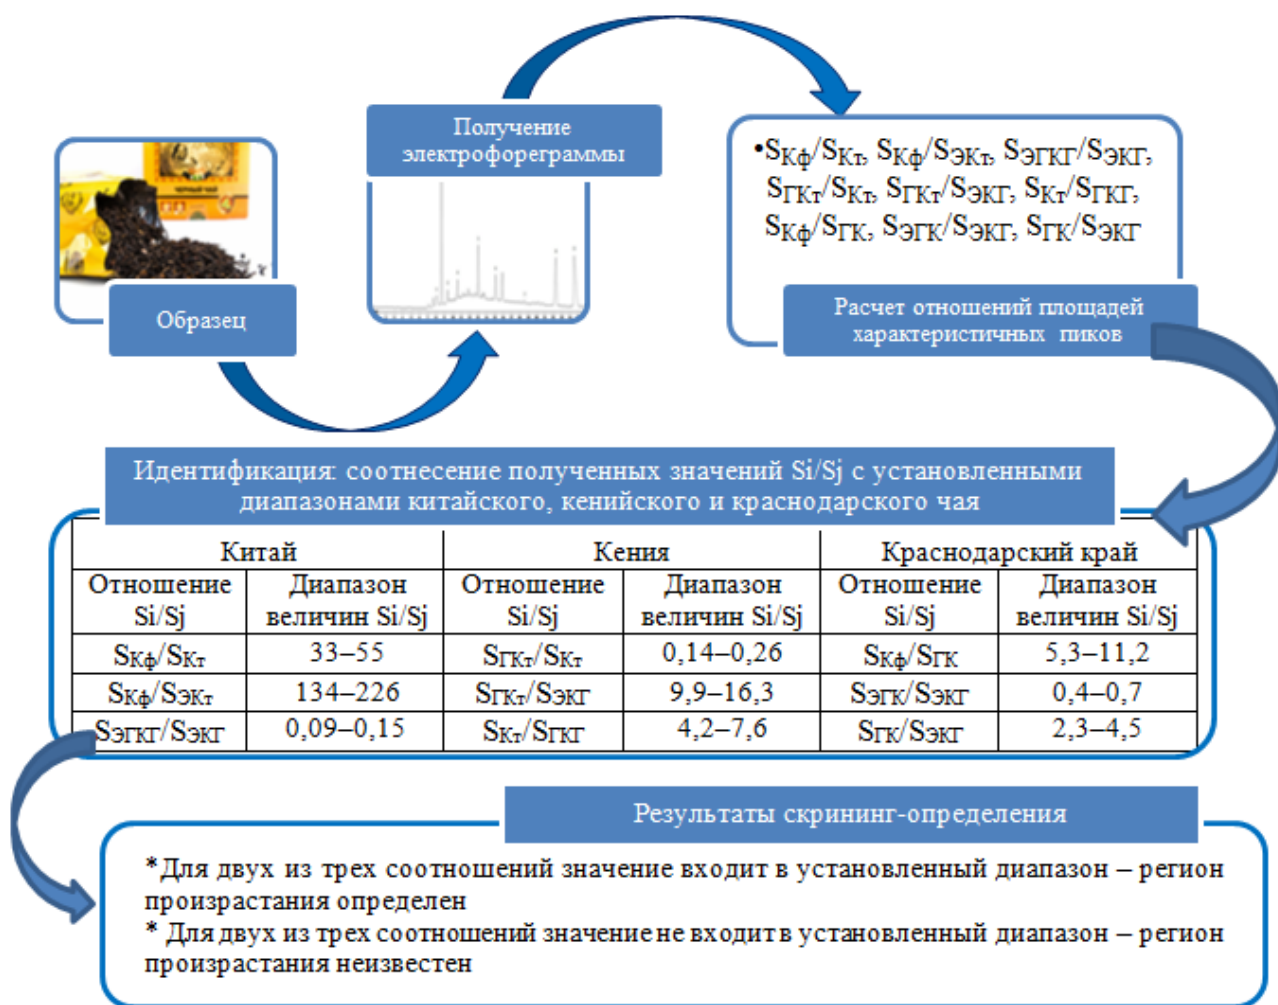 ЧЕРНЫЙ ЧАЙ
Образец
Получение
электрофореграммы
•SКф/SКт, SКф/SЭКт, SЭГКГ/SЭКГ,
SГКт/SКт, SГКт/SЭКГ, SКт/SГКГ,
SКф/SГК, SЭГК/SЭКГ, SГК/SЭКГ
Расчет отношений площадей
характеристичных пиков
Идентификация: соотнесение полученных значений Si/Sj с установленными
диапазонами китайского, кенийского и краснодарского чая
Китай Кения Краснодарский край
Отношение Диапазон Отношение Диапазон Отношение Диапазон
Si/Sj величин Si/Sj Si/Sj величин Si/Sj Si/Sj величин Si/Sj
SКф/SКт 33–55 SГКт/SКт 0,14–0,26 SКф/SГК 5,3–11,2
SКф/SЭКт 134–226 SГКт/SЭКГ 9,9–16,3 SЭГК/SЭКГ 0,4–0,7
SЭГКГ/SЭКГ 0,09–0,15 SКт/SГКГ 4,2–7,6 SГК/SЭКГ 2,3–4,5
Результаты скрининг-определения
*Для двух из трех соотношений значение входит в установленный диапазон – регион
произрастания определен
* Для двух из трех соотношений значение не входит в установленный диапазон – регион
произрастания неизвестен